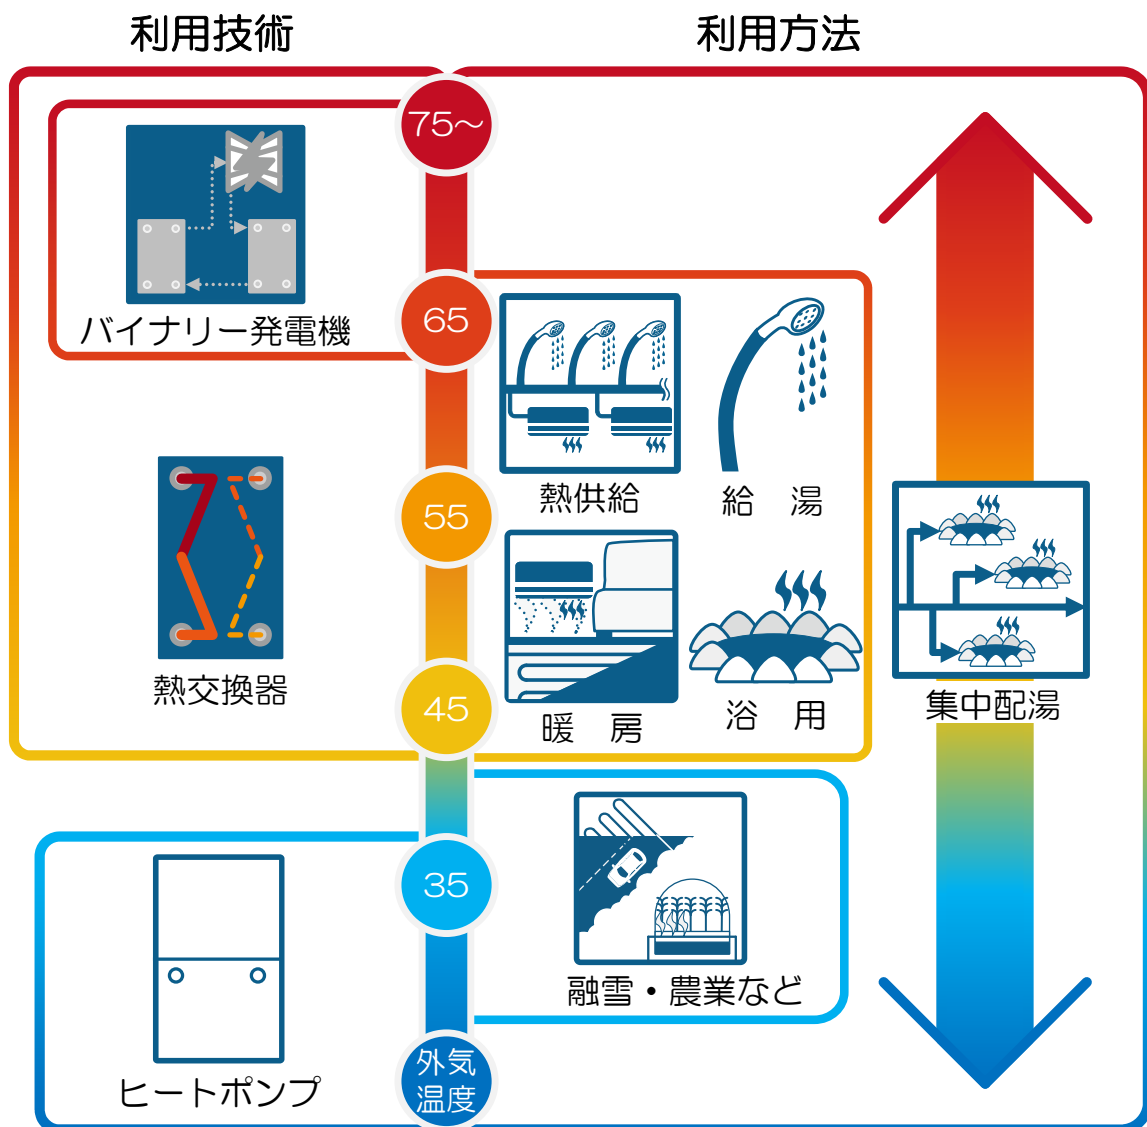 利用技術
利用方法
75～
バイナリー発電機
65
熱供給
給 湯
55
熱交換器
45
暖 房
浴 用
集中配湯
35
融雪・農業など
ヒートポンプ
外気
温度